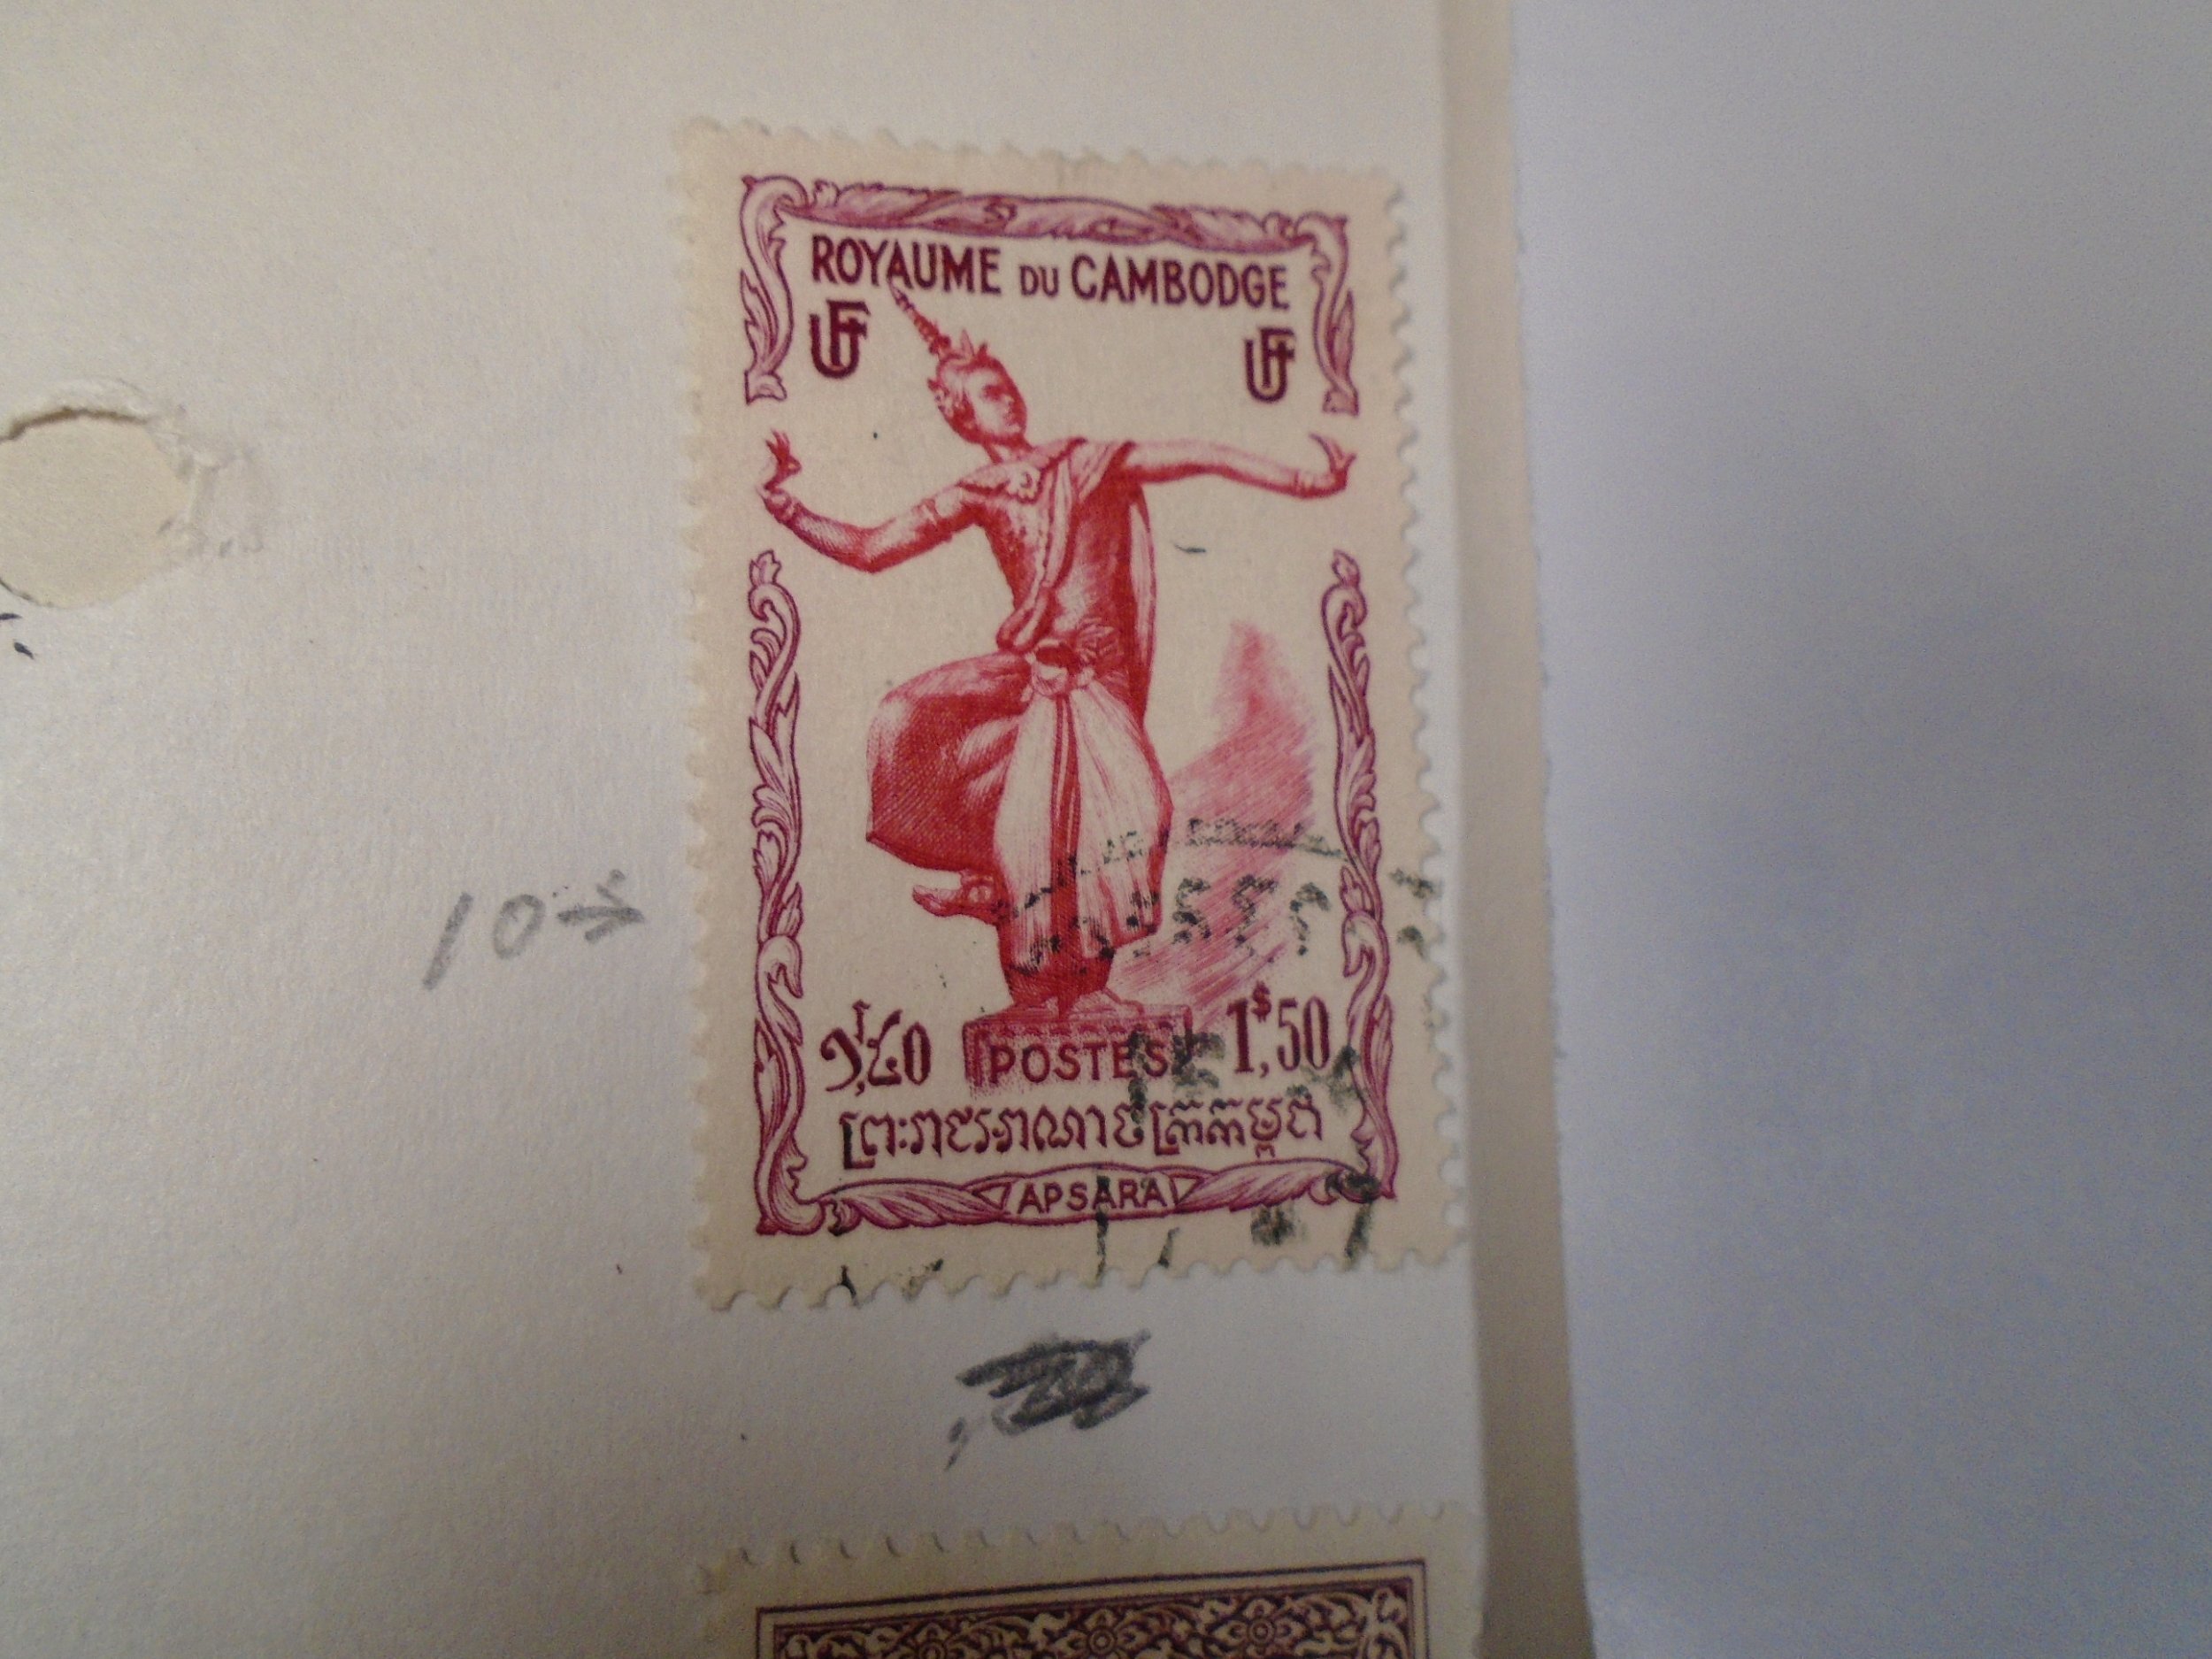 ROYAUME DU CAMBODGE
UF UF
10→
១៛,៥០ POSTES 1$,50
ព្រះរាជអាណាចក្រកម្ពុជា
APSARA